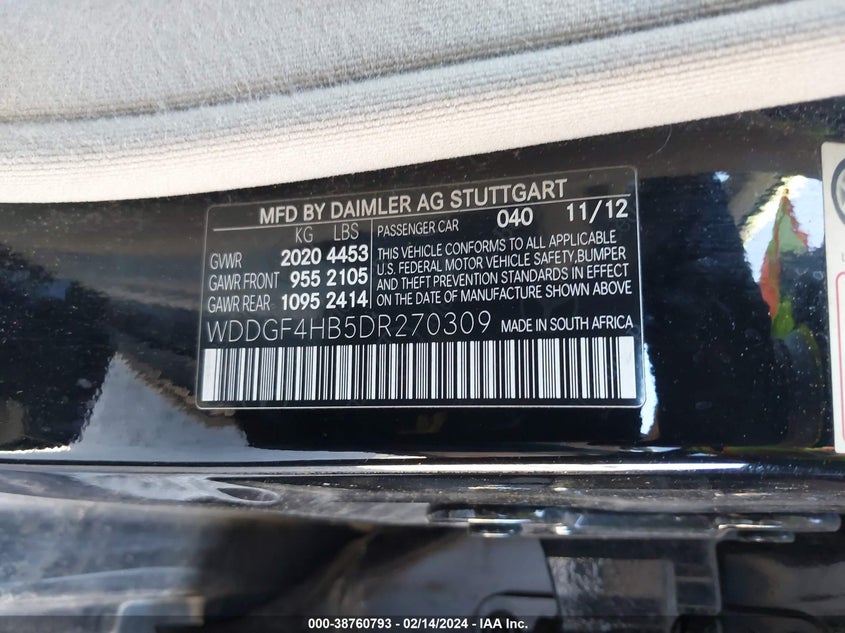 MFD BY DAIMLER AG STUTTGART
KG LBS
GVWR 2020 4453
GAWR FRONT 955 2105
GAWR REAR 1095 2414
PASSENGER CAR 040 11/12
THIS VEHICLE CONFORMS TO ALL APPLICABLE
U.S. FEDERAL MOTOR VEHICLE SAFETY,BUMPER
AND THEFT PREVENTION STANDARDS IN EFFECT
ON THE DATE OF MANUFACTURE SHOWN ABOVE
WDDGF4HB5DR270309 MADE IN SOUTH AFRICA
000-38760793 - 02/14/2024 - IAA Inc.